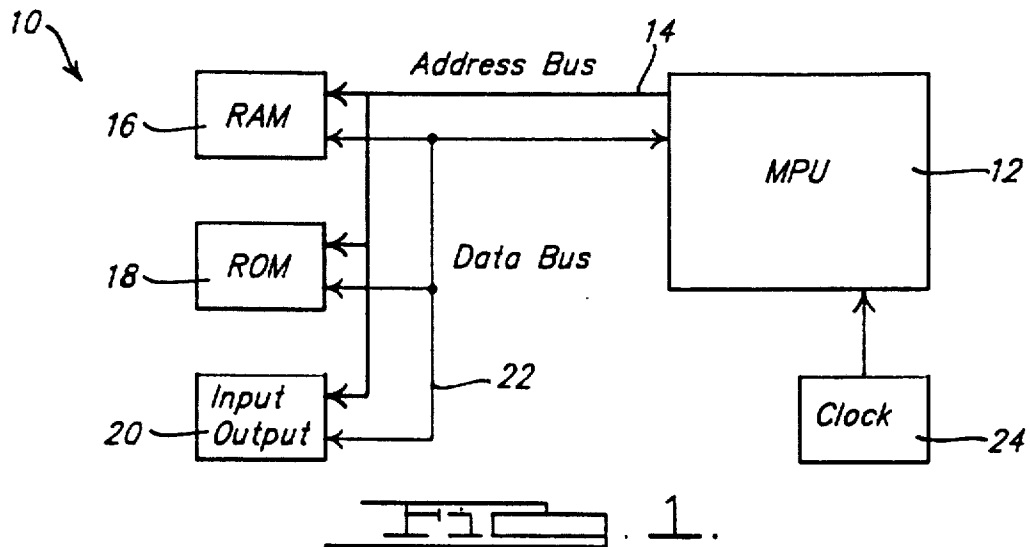 10
14
Address Bus
16
RAM
MPU
12
18
ROM
Data Bus
22
20
Input
Output
Clock
24
1.